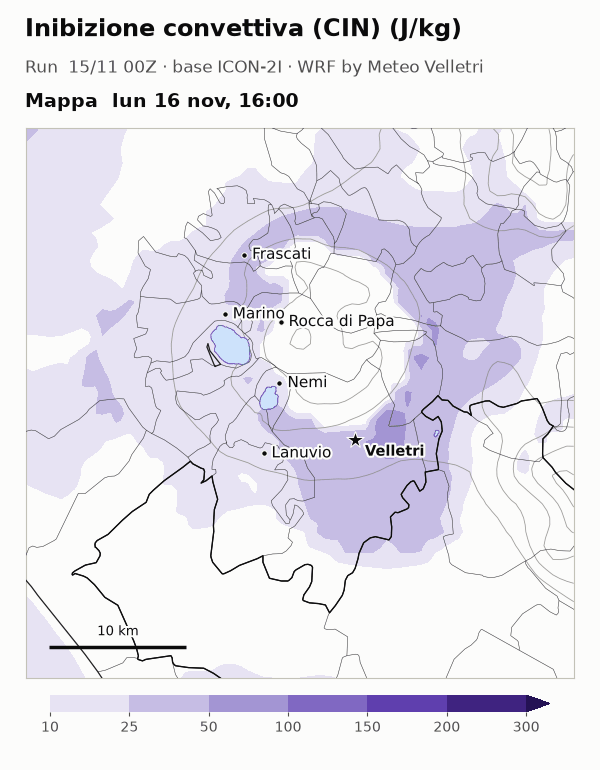 Inibizione convettiva (CIN) (J/kg)
Run  15/11 00Z · base ICON-2I · WRF by Meteo Velletri
Mappa  lun 16 nov, 16:00
Frascati
Marino
Rocca di Papa
Nemi
Velletri
Lanuvio
10 km
10 25 50 100 150 200 300